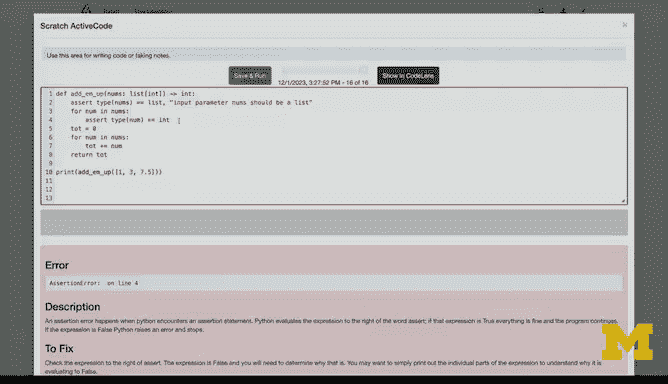 Scratch ActiveCode
×
Use this area for writing code or taking notes.
Save & Run
12/1/2023, 3:27:52 PM - 16 of 16
Show in CodeLens
1 def add_em_up(nums: list[int]) -> int:
2     assert type(nums) == list, "input parameter nums should be a list"
3     for num in nums:
4         assert type(num) == int
5     tot = 0
6     for num in nums:
7         tot += num
8     return tot
9
10 print(add_em_up([1, 3, 7.5]))
11
12
13
Error
AssertionError: on line 4
Description
An assertion error happens when python encounters an assertion statement. Python evaluates the expression to the right of the word assert; if that expression is True everything is fine and the program continues.
If the expression is False Python raises an error and stops.
To Fix
Check the expression to the right of assert. The expression is False and you will need to determine why that is. You may want to simply print out the individual parts of the expression to understand why it is
evaluating to False.
M